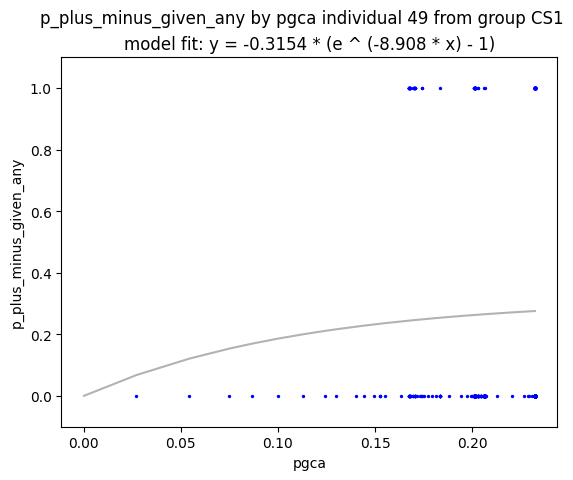 p_plus_minus_given_any by pgca individual 49 from group CS1
model fit: y = -0.3154 * (e ^ (-8.908 * x) - 1)
1.0
0.8
0.6
0.4
0.2
0.0
p_plus_minus_given_any
0.00 0.05 0.10 0.15 0.20
pgca